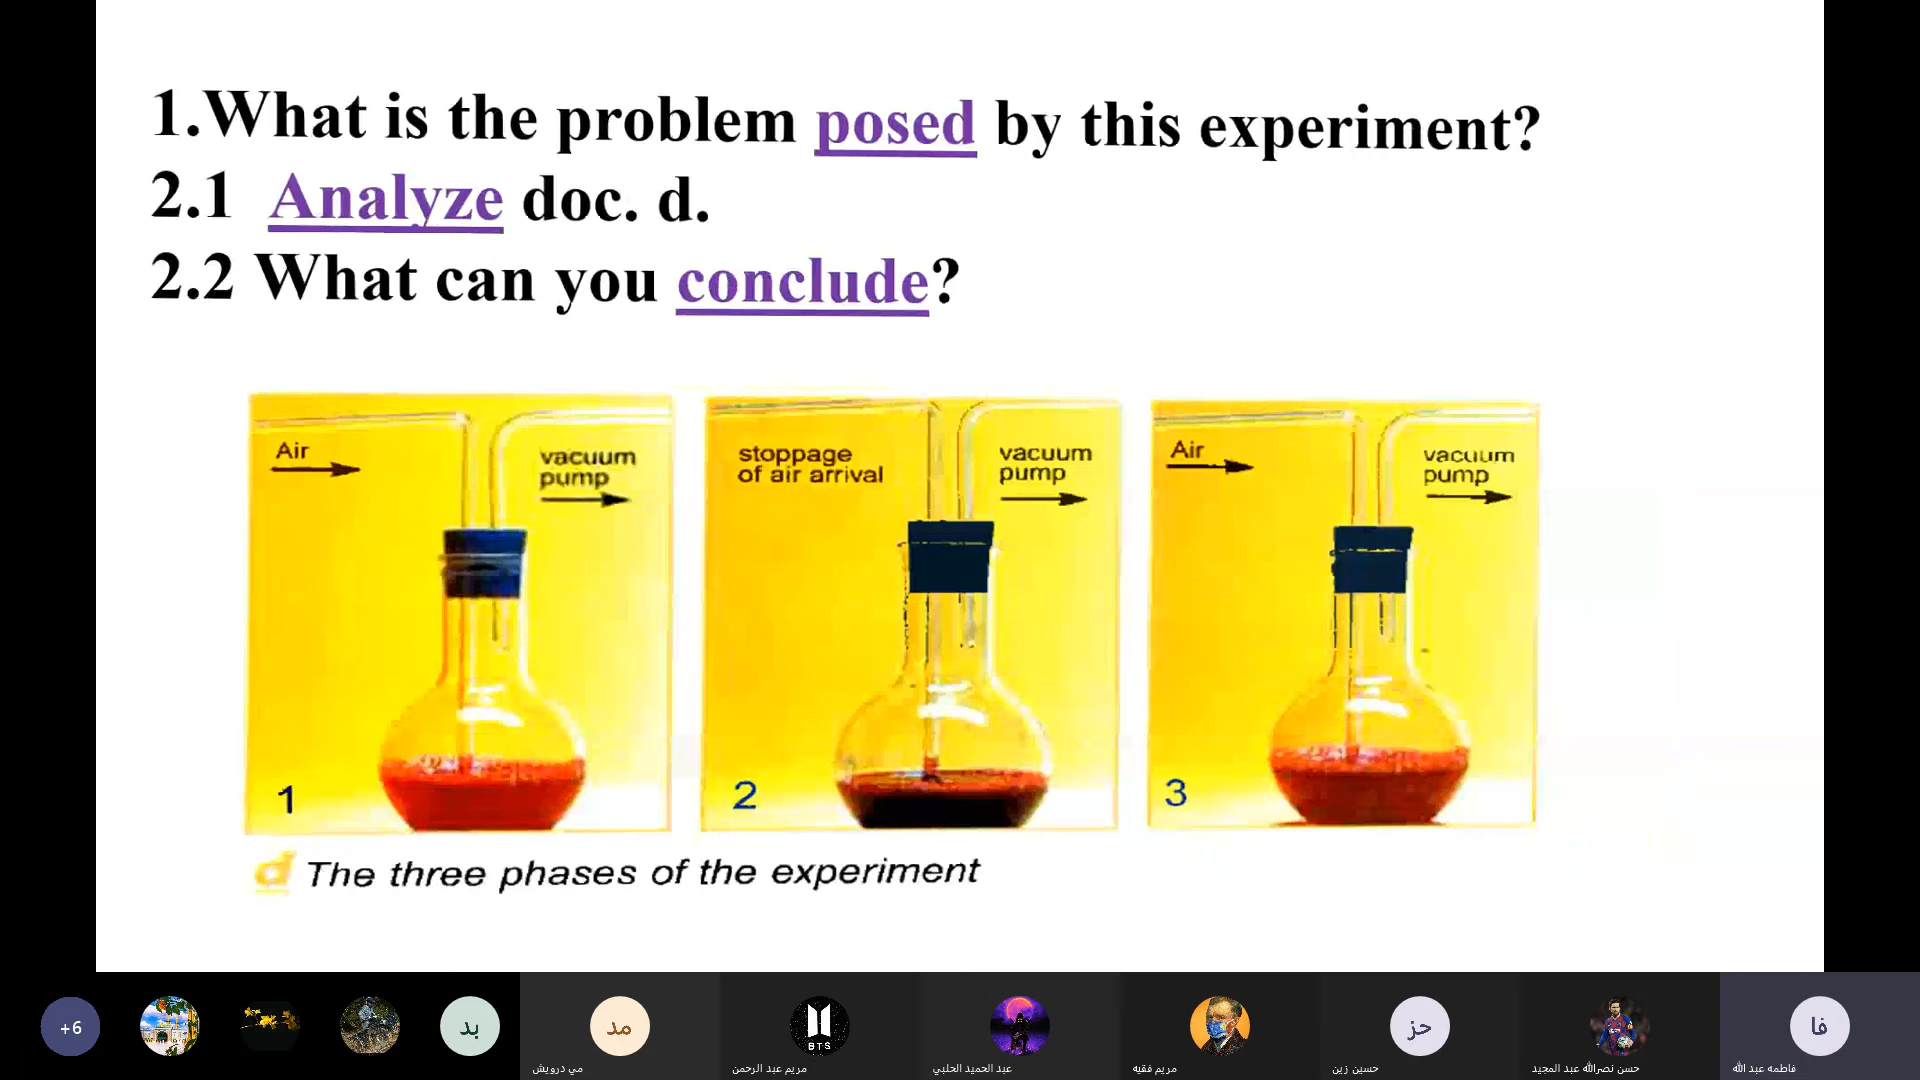 1.What is the problem posed by this experiment?
2.1 Analyze doc. d.
2.2 What can you conclude?
Air
vacuum
pump
1
stoppage
of air arrival
vacuum
pump
2
Air
vacuum
pump
3
d The three phases of the experiment
+6
بد
مد
مي درويش
BTS
مريم عبد الرحمن
عبد الحميد الحلبي
مريم فقيه
حز
حسين زين
حسن نصرالله عبد المجيد
فا
فاطمه عبد الله